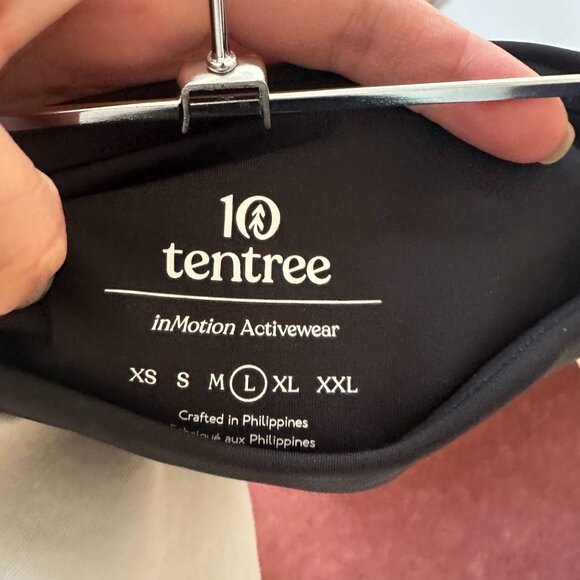 10
tentree
inMotion Activewear
XS S M L XL XXL
Crafted in Philippines
Fabriqué aux Philippines